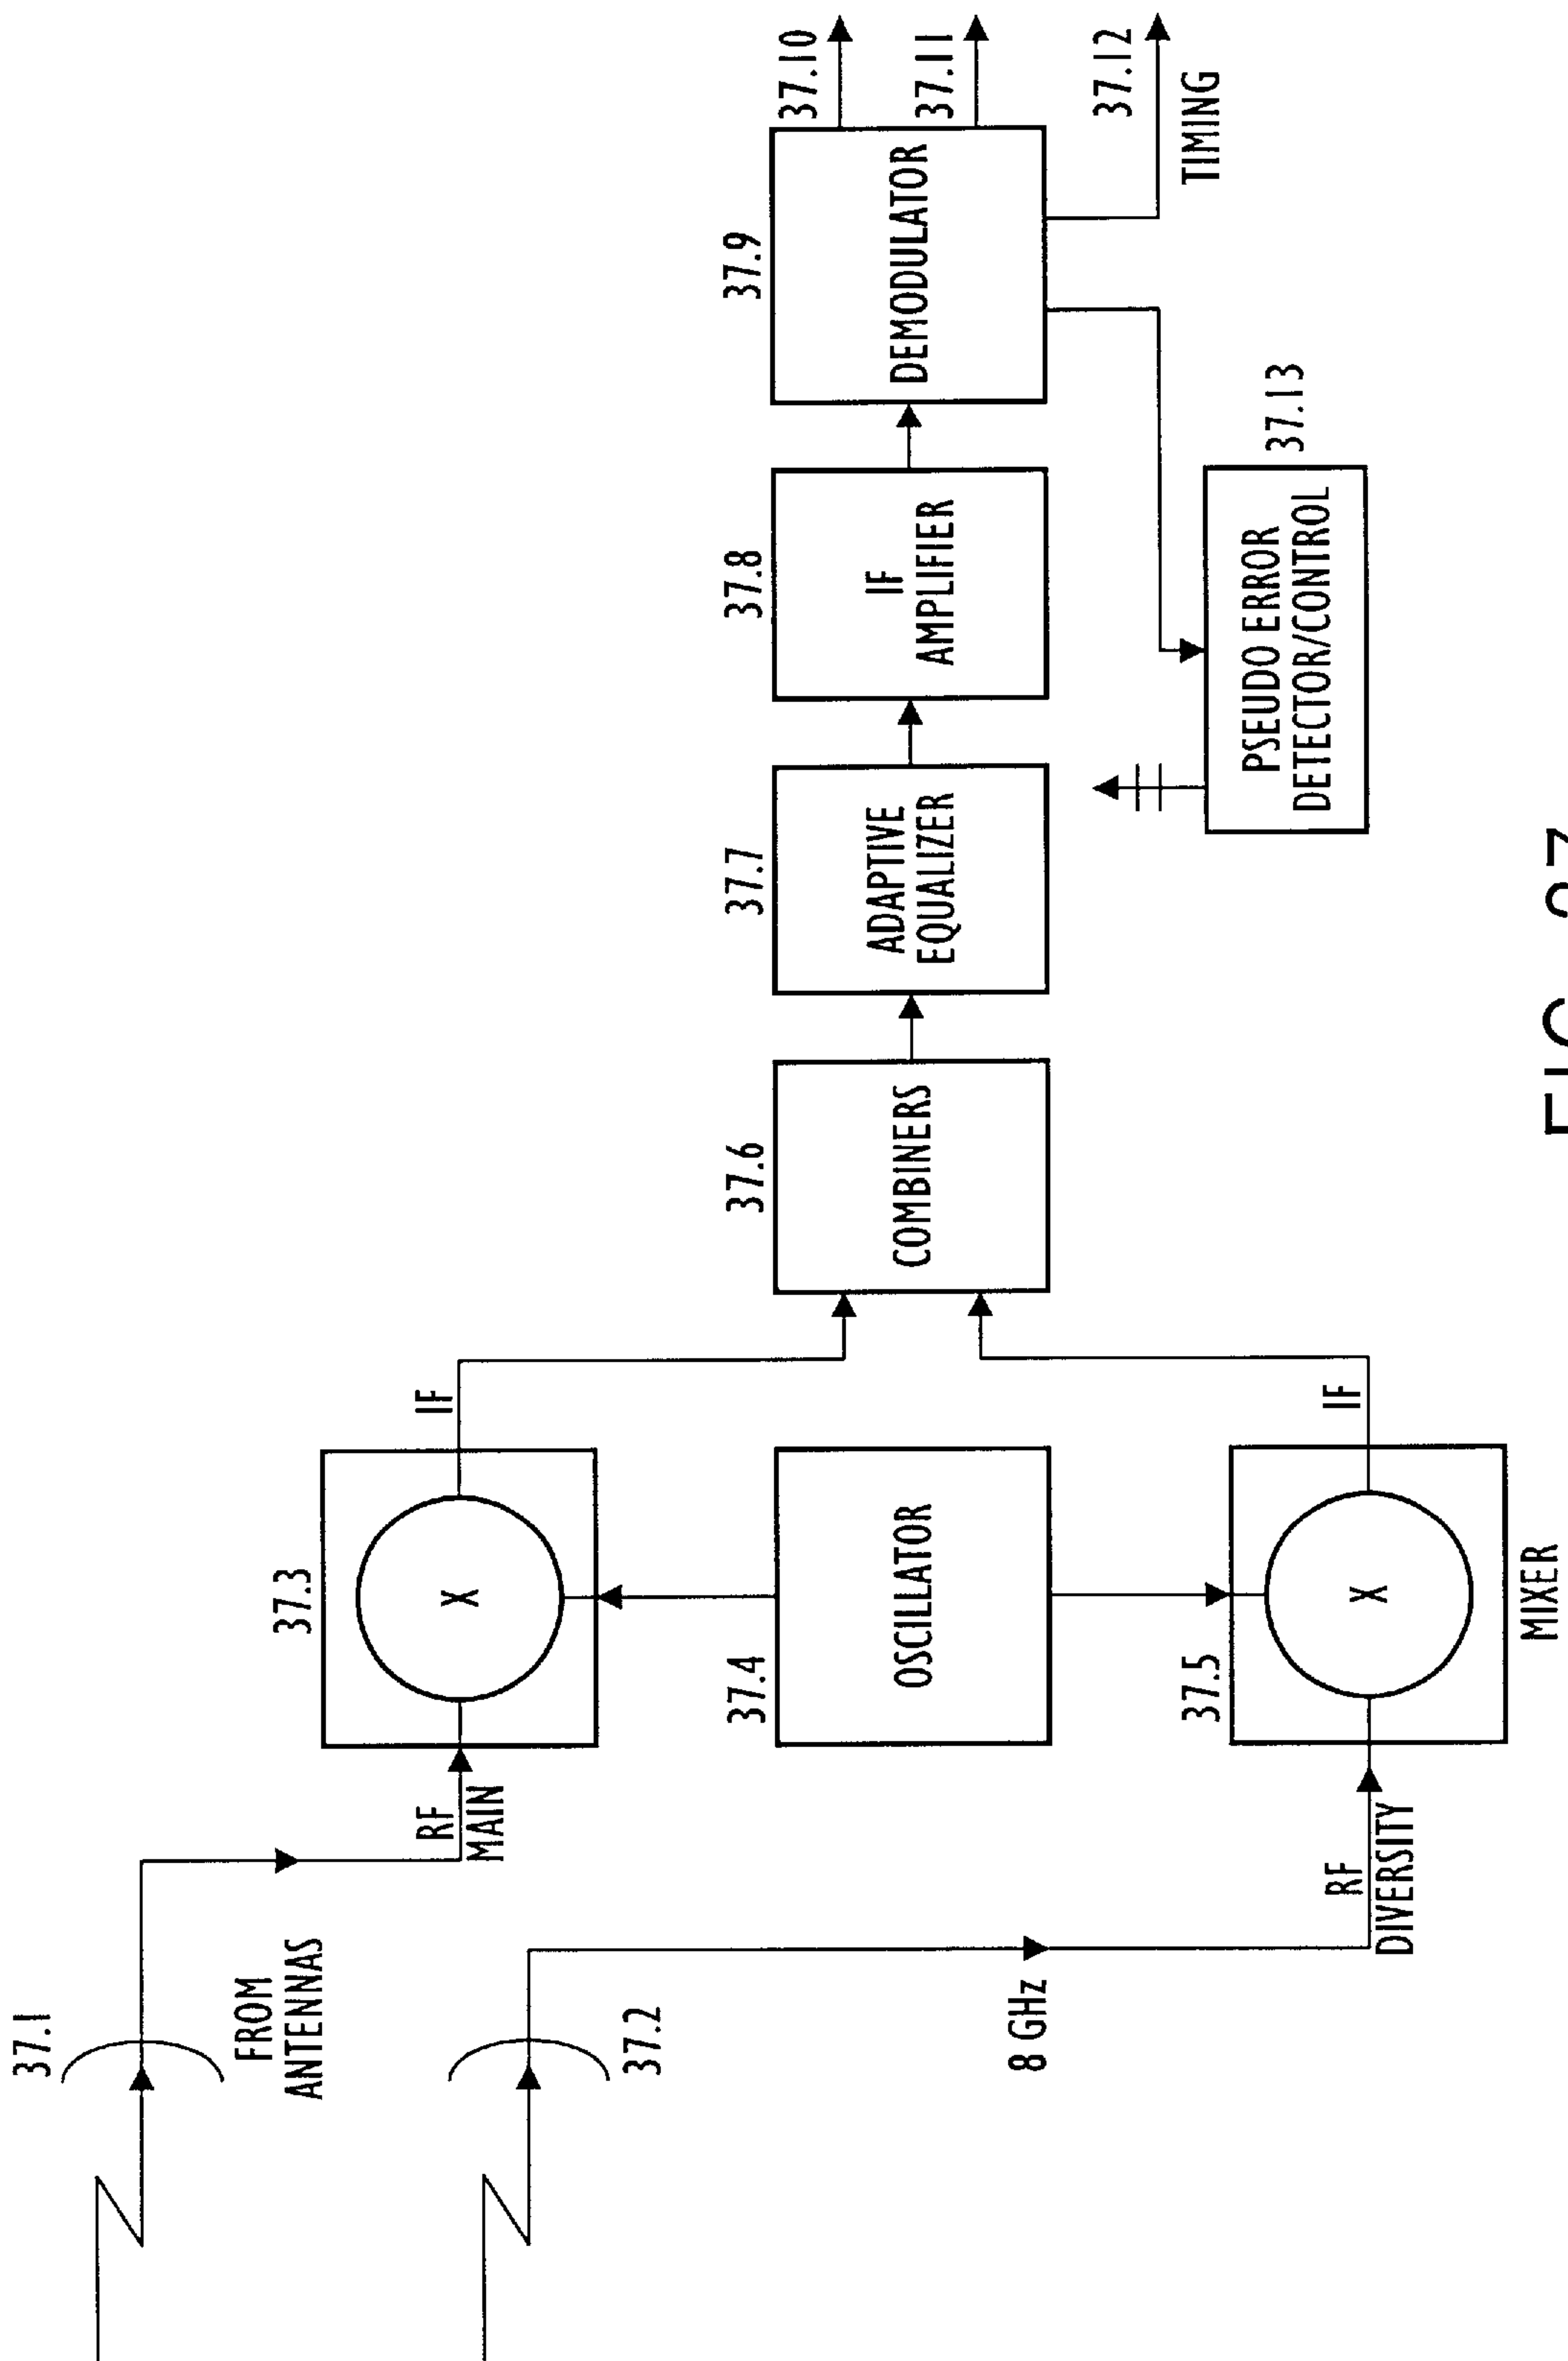 37.1
FROM
ANTENNAS
37.2
8 GHz
RF
MAIN
RF
DIVERSITY
37.3
X
IF
37.4
OSCILLATOR
37.5
X
IF
MIXER
37.6
COMBINERS
37.7
ADAPTIVE
EQUALIZER
37.8
IF
AMPLIFIER
37.9
DEMODULATOR
37.10
37.11
37.12
TIMING
37.13
PSEUDO ERROR
DETECTOR/CONTROL